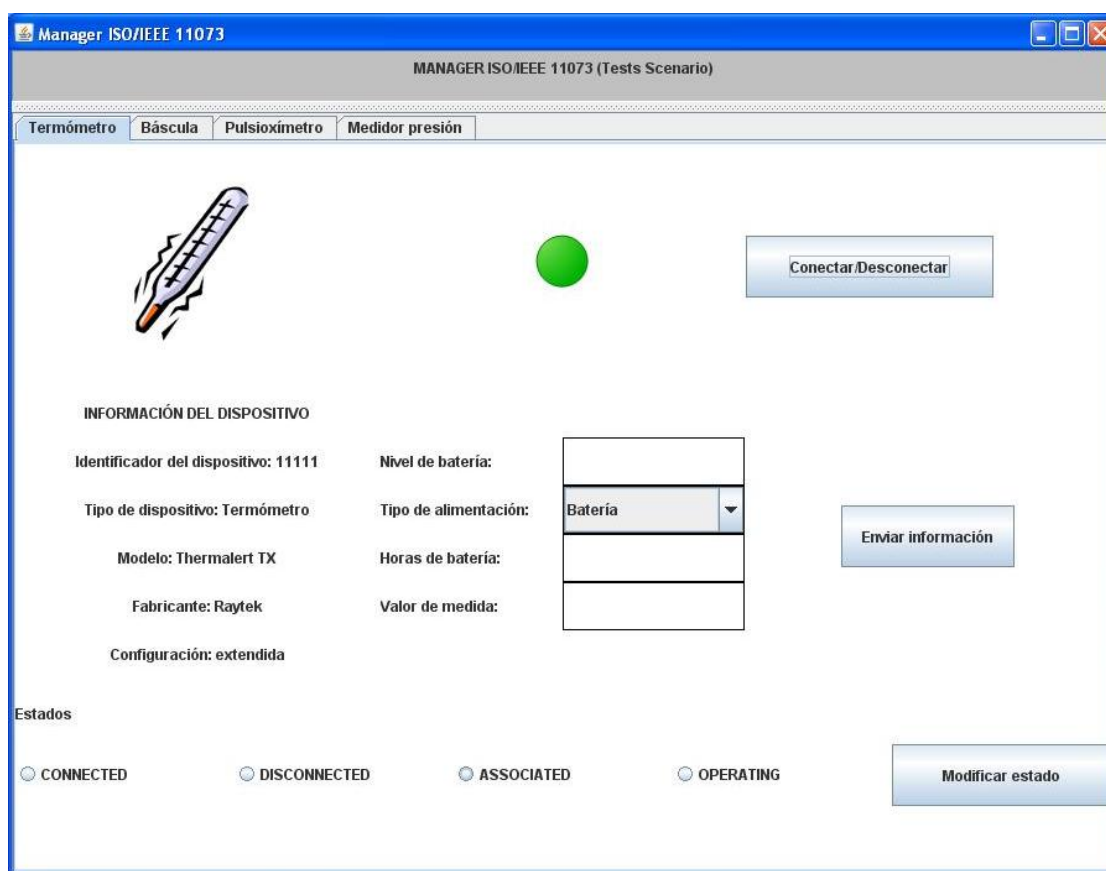 Manager ISO/IEEE 11073
MANAGER ISO/IEEE 11073 (Tests Scenario)
Termómetro Báscula Pulsioxímetro Medidor presión
Conectar/Desconectar
INFORMACIÓN DEL DISPOSITIVO
Identificador del dispositivo: 11111 Nivel de batería:
Tipo de dispositivo: Termómetro Tipo de alimentación: Batería
Enviar información
Modelo: Thermalert TX Horas de batería:
Fabricante: Raytek Valor de medida:
Configuración: extendida
Estados
CONNECTED DISCONNECTED ASSOCIATED OPERATING Modificar estado